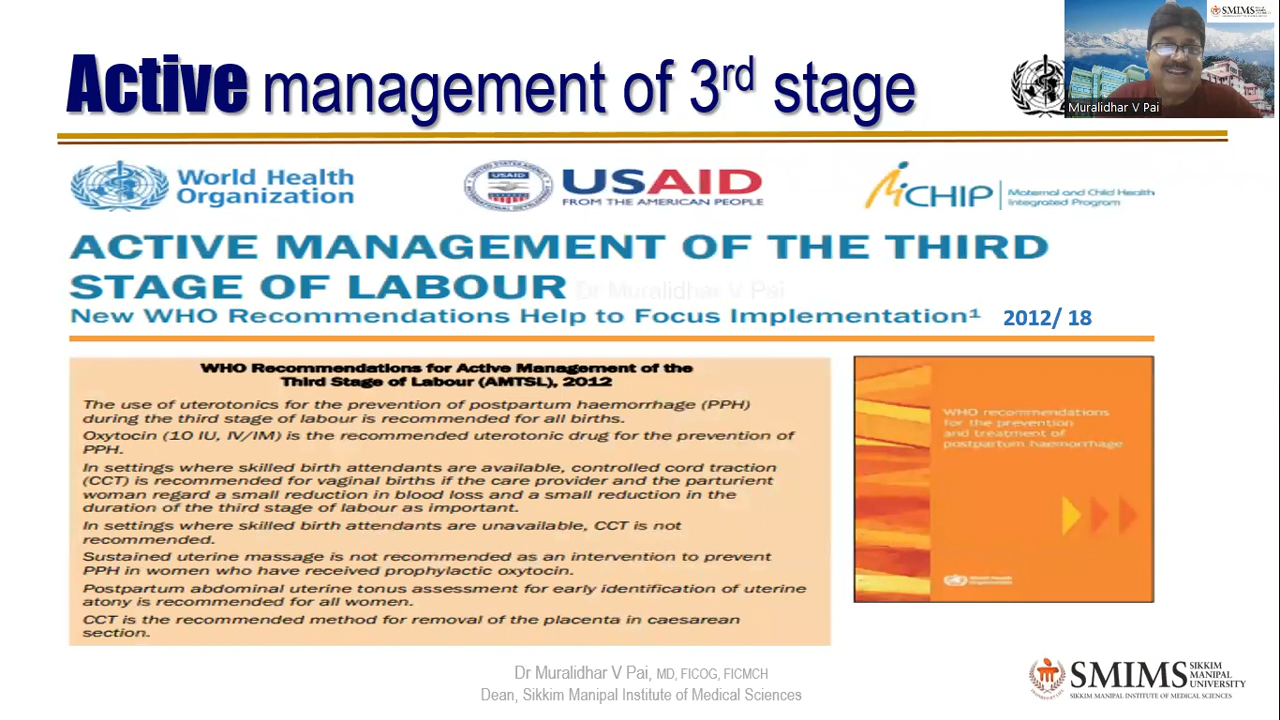 Active management of 3rd stage
SMIMS
Muralidhar V Pai
World Health
Organization
USAID
USAID
FROM THE AMERICAN PEOPLE
MCHIP
Maternal and Child Health
Integrated Program
ACTIVE MANAGEMENT OF THE THIRD
STAGE OF LABOUR
Dr Muralidhar V Pai
New WHO Recommendations Help to Focus Implementation¹ 2012/ 18
WHO Recommendations for Active Management of the
Third Stage of Labour (AMTSL), 2012
The use of uterotonics for the prevention of postpartum haemorrhage (PPH)
during the third stage of labour is recommended for all births.
Oxytocin (10 IU, IV/IM) is the recommended uterotonic drug for the prevention of
PPH.
In settings where skilled birth attendants are available, controlled cord traction
(CCT) is recommended for vaginal births if the care provider and the parturient
woman regard a small reduction in blood loss and a small reduction in the
duration of the third stage of labour as important.
In settings where skilled birth attendants are unavailable, CCT is not
recommended.
Sustained uterine massage is not recommended as an intervention to prevent
PPH in women who have received prophylactic oxytocin.
Postpartum abdominal uterine tonus assessment for early identification of uterine
atony is recommended for all women.
CCT is the recommended method for removal of the placenta in caesarean
section.
WHO recommendations
for the prevention
and treatment of
postpartum haemorrhage
World Health
Organization
Dr Muralidhar V Pai, MD, FICOG, FICMCH
Dean, Sikkim Manipal Institute of Medical Sciences
SMIMS
SIKKIM
MANIPAL
UNIVERSITY
SIKKIM MANIPAL INSTITUTE OF MEDICAL SCIENCES